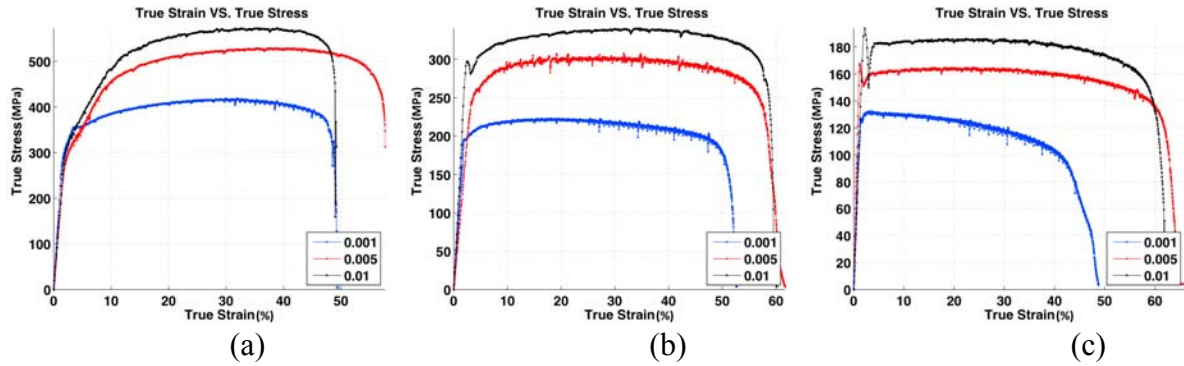 True Strain VS. True Stress
True Stress (MPa)
500
400
300
200
100
0
0 10 20 30 40 50
True Strain (%)
0.001
0.005
0.01
(a)
True Strain VS. True Stress
True Stress (MPa)
300
250
200
150
100
50
0
0 10 20 30 40 50 60
True Strain (%)
0.001
0.005
0.01
(b)
True Strain VS. True Stress
True Stress (MPa)
180
160
140
120
100
80
60
40
20
0
0 10 20 30 40 50 60
True Strain (%)
0.001
0.005
0.01
(c)